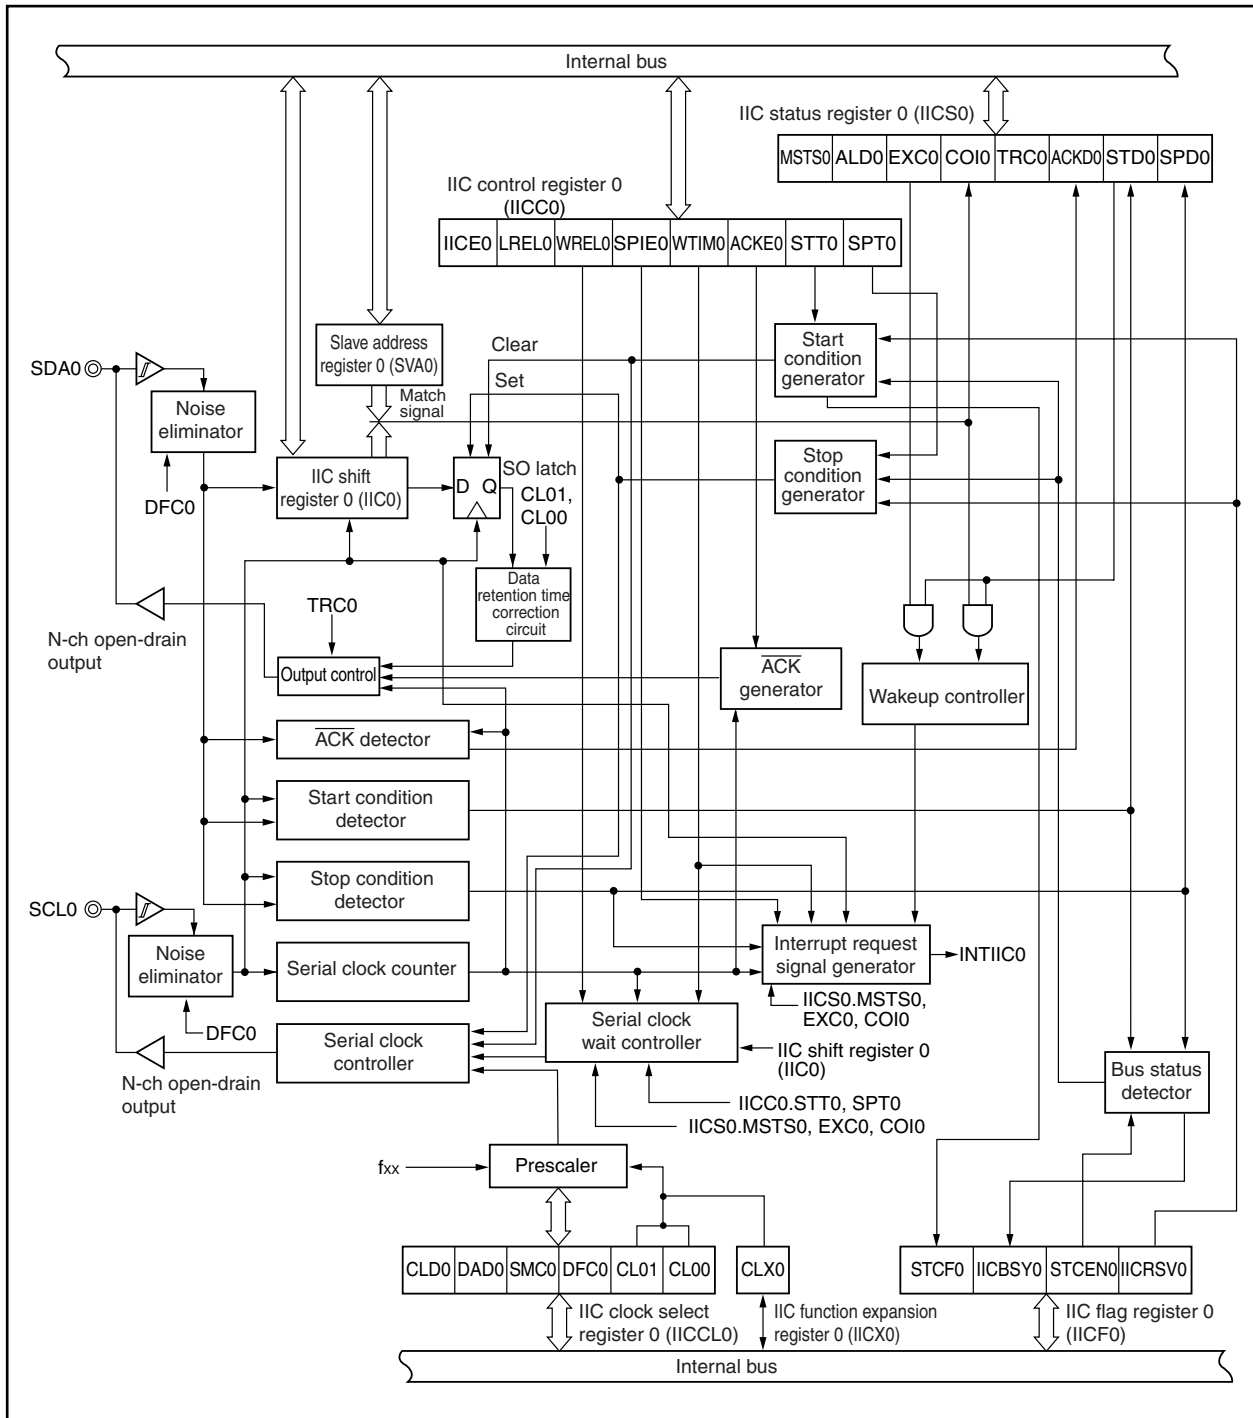 Internal bus
IIC status register 0 (IICS0)
MSTS0 ALD0 EXC0 COI0 TRC0 ACKD0 STD0 SPD0
IIC control register 0
(IICC0)
IICE0 LREL0 WREL0 SPIE0 WTIM0 ACKE0 STT0 SPT0
Slave address
register 0 (SVA0)
Clear
Start
condition
generator
SDA0
Set
Match
signal
Noise
eliminator
Stop
condition
generator
IIC shift
register 0 (IIC0)
D Q
SO latch
CL01,
CL00
DFC0
Data
retention time
correction
circuit
TRC0
N-ch open-drain
output
Output control
ACK
generator
Wakeup controller
ACK detector
Start condition
detector
Stop condition
detector
SCL0
Noise
eliminator
Serial clock counter
Interrupt request
signal generator
INTIIC0
IICS0.MSTS0,
EXC0, COI0
DFC0
Serial clock
controller
Serial clock
wait controller
IIC shift register 0
(IIC0)
Bus status
detector
N-ch open-drain
output
IICC0.STT0, SPT0
IICS0.MSTS0, EXC0, COI0
fxx
Prescaler
CLD0 DAD0 SMC0 DFC0 CL01 CL00
CLX0
STCF0 IICBSY0 STCEN0 IICRSV0
IIC clock select
register 0 (IICCL0)
IIC function expansion
register 0 (IICX0)
IIC flag register 0
(IICF0)
Internal bus